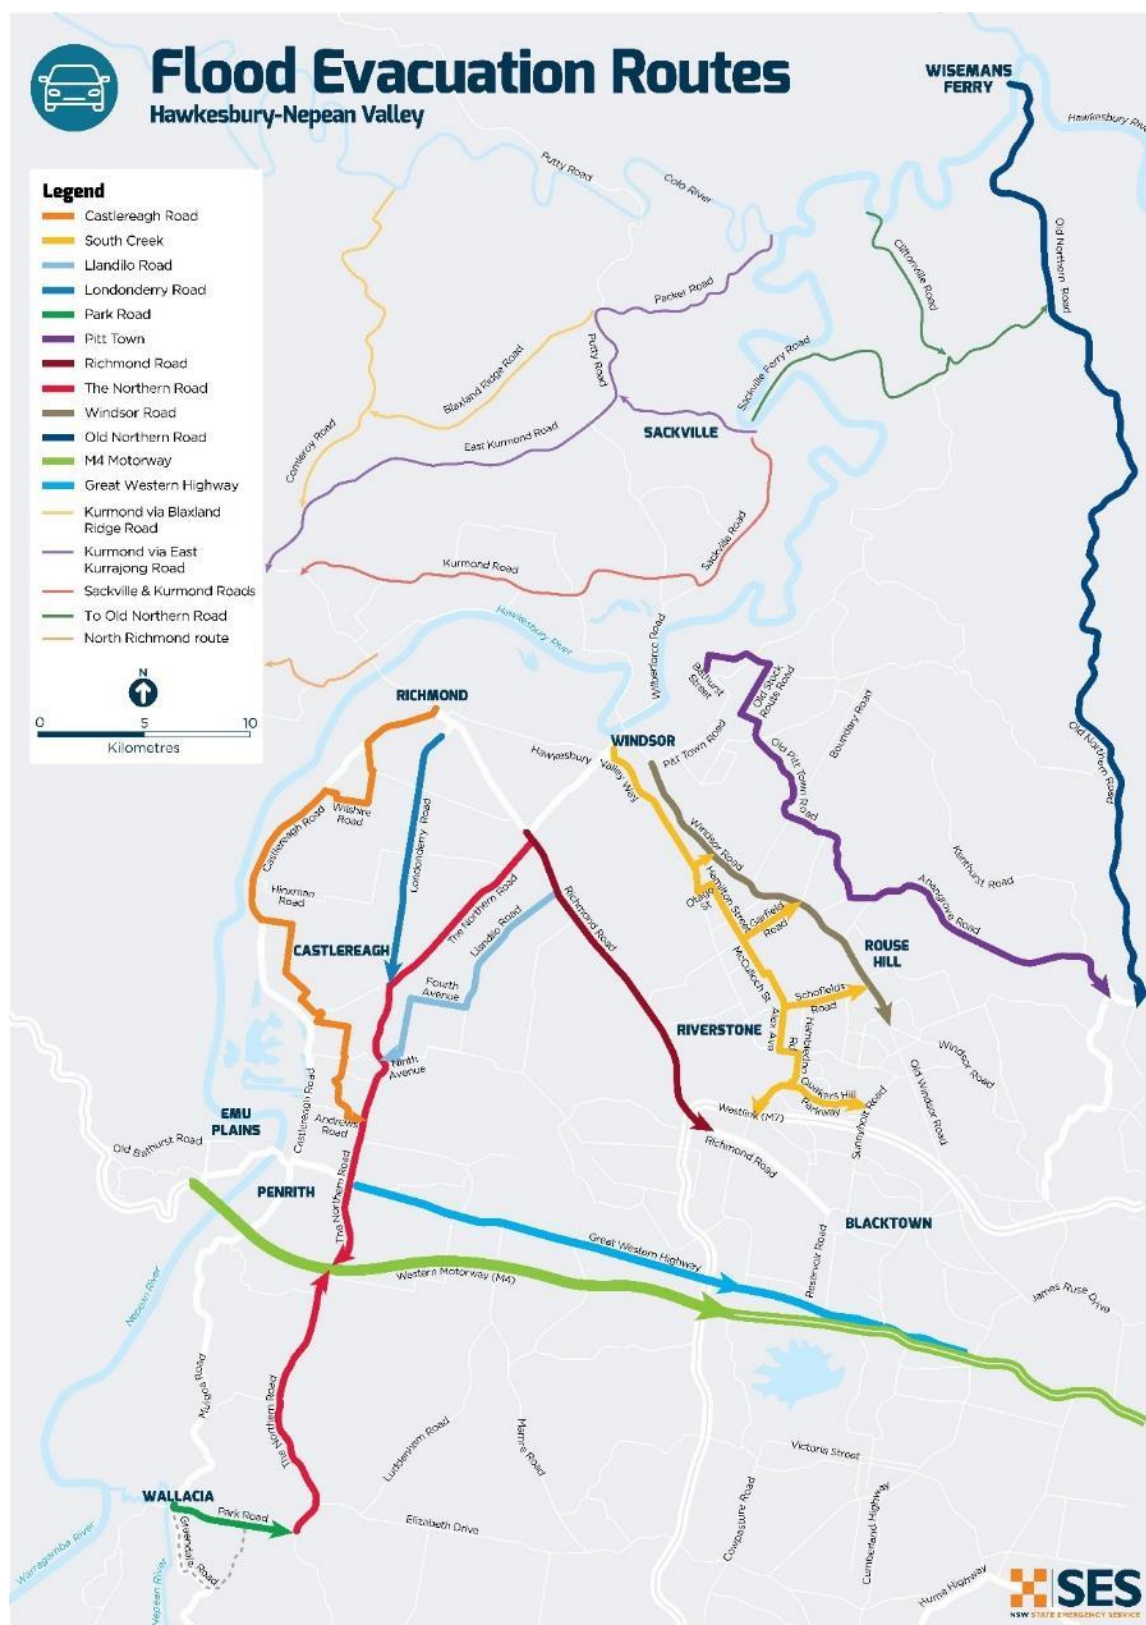 Flood Evacuation Routes
Hawkesbury-Nepean Valley
WISEMANS
FERRY
Hawkesbury
Putty Road
Colo River
Legend
Castlereagh Road
South Creek
Llandilo Road
Londonderry Road
Park Road
Pitt Town
Richmond Road
The Northern Road
Windsor Road
Old Northern Road
M4 Motorway
Great Western Highway
Kurmond via Blaxland
Ridge Road
Kurmond via East
Kurrajong Road
Sackville & Kurmond Roads
To Old Northern Road
North Richmond route
N
0 5 10
Kilometres
Old Northern Road
Cliftonville Road
Packer Road
Putty Road
Blaxland Ridge Road
Sackville Ferry Road
SACKVILLE
East Kurmond Road
Comleroy Road
Sackville Road
Kurmond Road
Hawkesbury River
Wilberforce Road
Bathurst
Street
Old Stock
Route Road
Boundary Road
RICHMOND
WINDSOR
Pitt Town Road
Hawkesbury Valley Way
Old Pitt Town Road
Old Northern Road
Wilshire
Road
Castlereagh Road
Londonderry Road
Windsor Road
Kenthurst Road
Hinxman
Road
The Northern Road
Llandilo Road
Richmond Road
Otago
St
Hamilton Street
Garfield
Road
Annangrove Road
CASTLEREAGH
ROUSE
HILL
McCulloch St
Fourth
Avenue
Schofields
Road
RIVERSTONE
Alex Ave
Hambledon
Rd
Windsor Road
Ninth
Avenue
Quakers Hill
Parkway
Old Windsor Road
Sunnyholt Road
Castlereagh Road
EMU
PLAINS
Andrews
Road
Westlink (M7)
Old Bathurst Road
Richmond Road
PENRITH
The Northern Road
BLACKTOWN
Great Western Highway
Reservoir Road
Western Motorway (M4)
Nepean River
James Ruse Drive
Mulgoa Road
The Northern Road
Luddenham Road
Mamre Road
Victoria Street
WALLACIA
Park Road
Greendale
Road
Elizabeth Drive
Cowpasture Road
Cumberland Highway
Warragamba River
Nepean River
Hume Highway
SES
NSW STATE EMERGENCY SERVICE